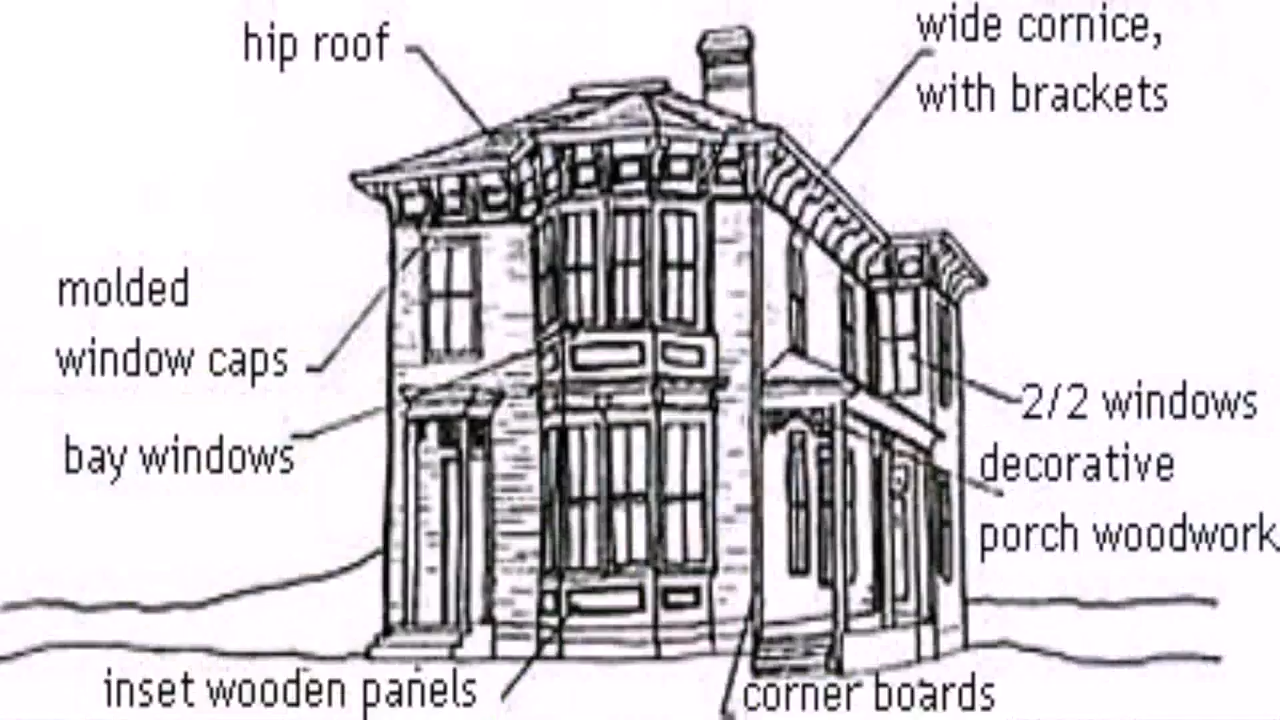 hip roof
wide cornice,
with brackets
molded
window caps
bay windows
2/2 windows
decorative
porch woodwork
inset wooden panels
corner boards